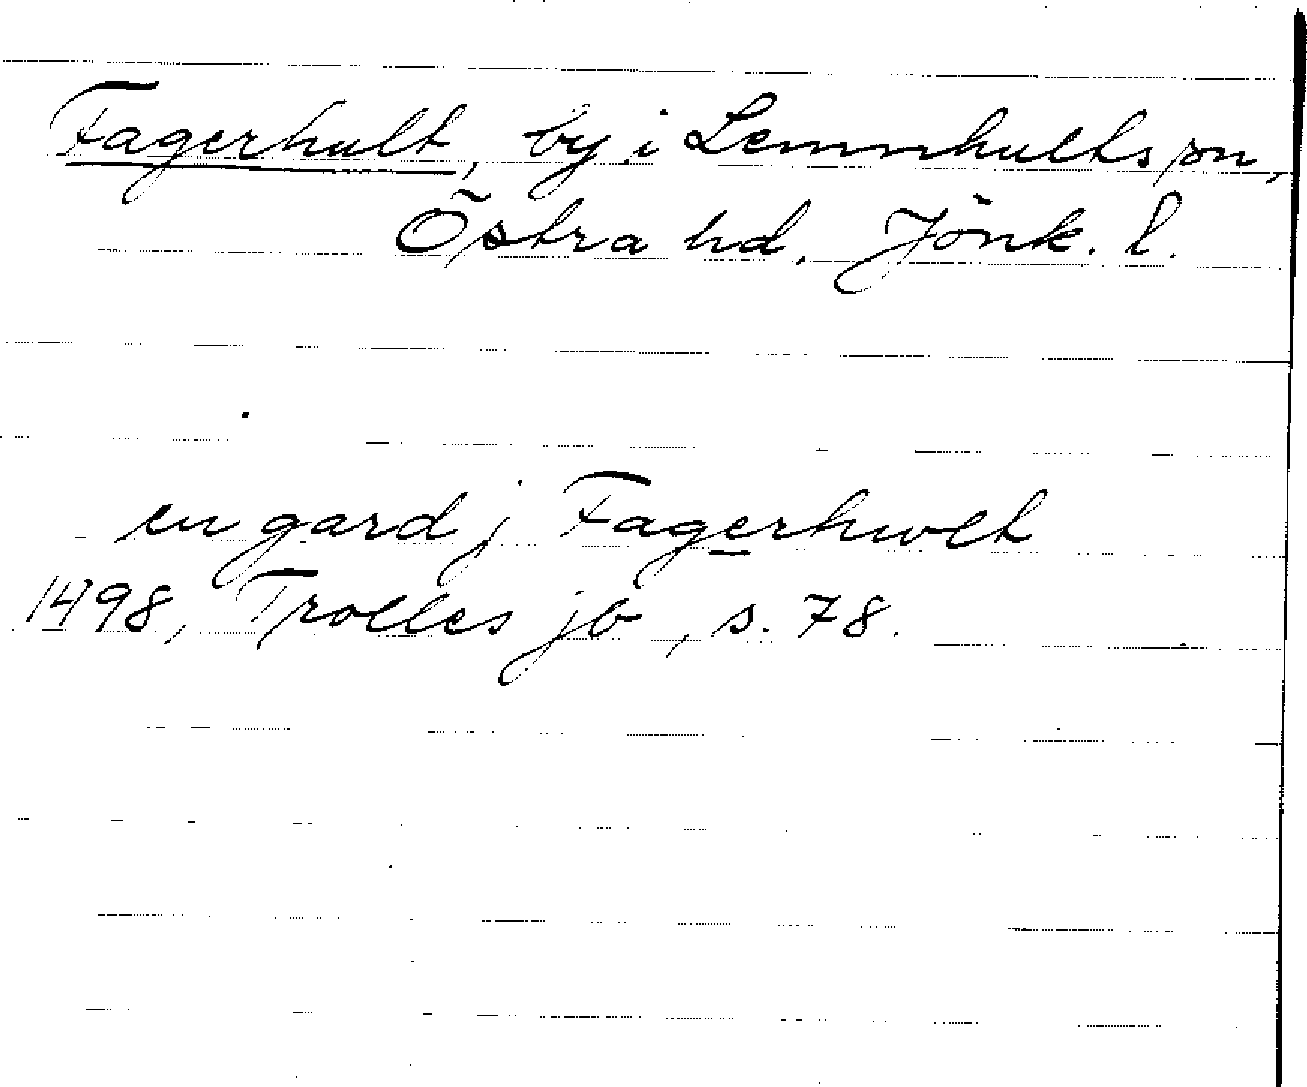 Fagerhult, by i Lemnhults sn,
Östra hd, Jönk. l.
en gard j Fagerhwlt
1498, Trolles jb, s. 78.